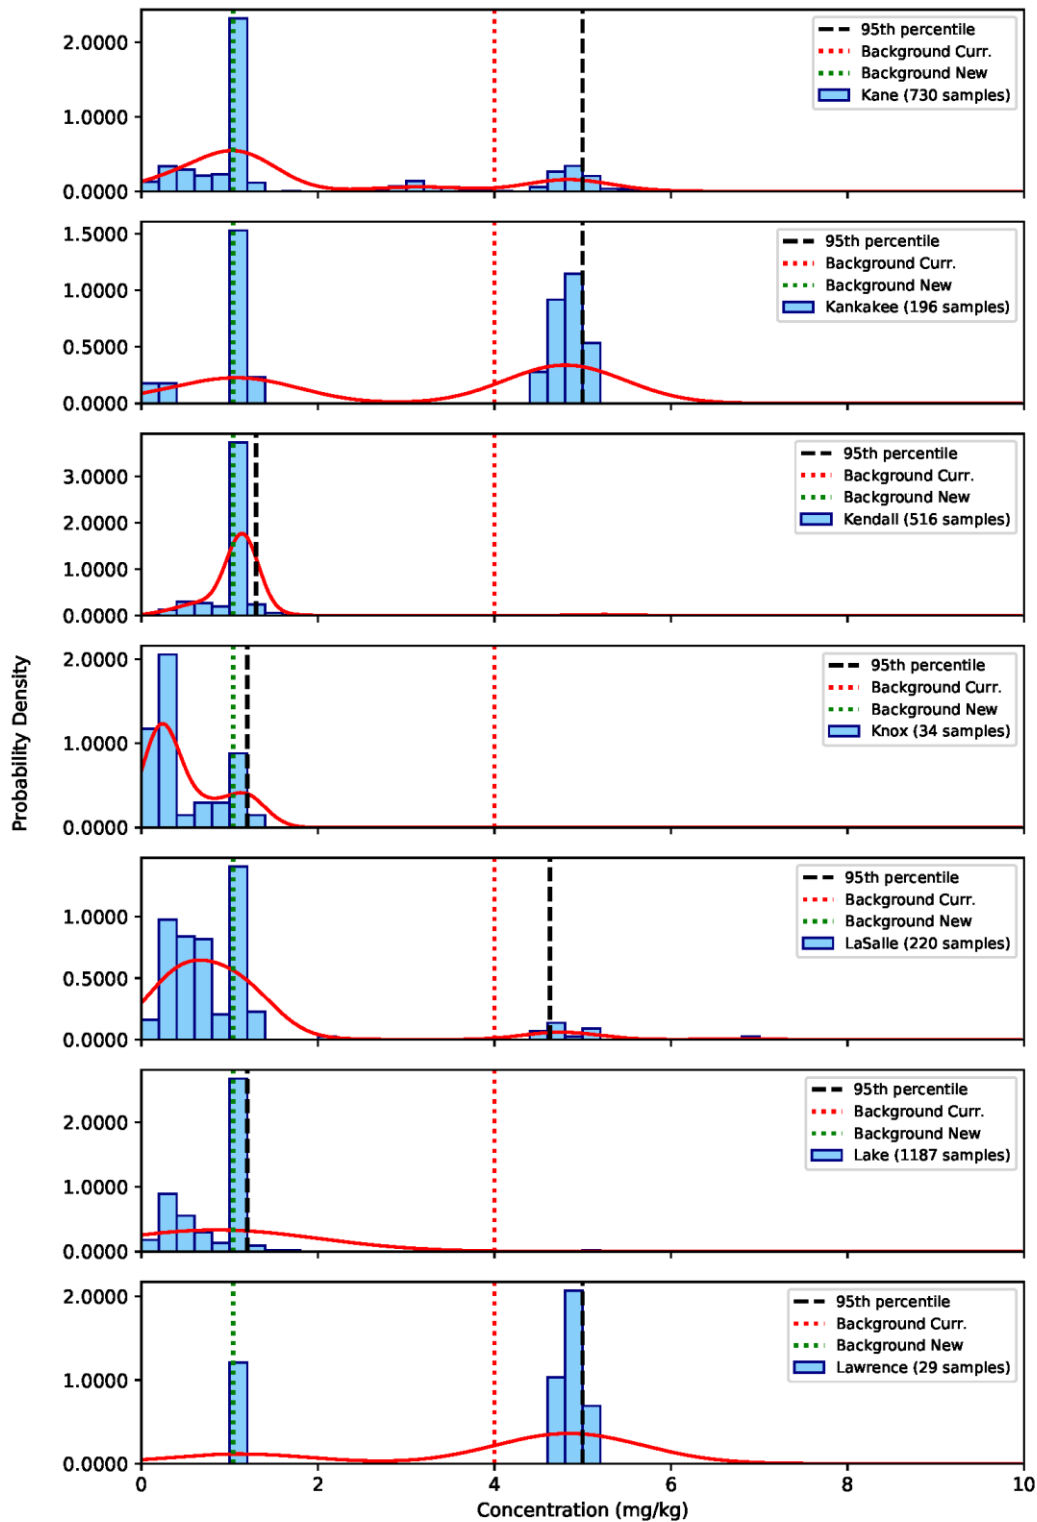 2.0000
1.0000
0.0000
95th percentile
Background Curr.
Background New
Kane (730 samples)
1.5000
1.0000
0.5000
0.0000
95th percentile
Background Curr.
Background New
Kankakee (196 samples)
3.0000
2.0000
1.0000
0.0000
95th percentile
Background Curr.
Background New
Kendall (516 samples)
2.0000
1.0000
0.0000
95th percentile
Background Curr.
Background New
Knox (34 samples)
Probability Density
1.0000
0.5000
0.0000
95th percentile
Background Curr.
Background New
LaSalle (220 samples)
2.0000
1.0000
0.0000
95th percentile
Background Curr.
Background New
Lake (1187 samples)
2.0000
1.0000
0.0000
95th percentile
Background Curr.
Background New
Lawrence (29 samples)
0 2 4 6 8 10
Concentration (mg/kg)